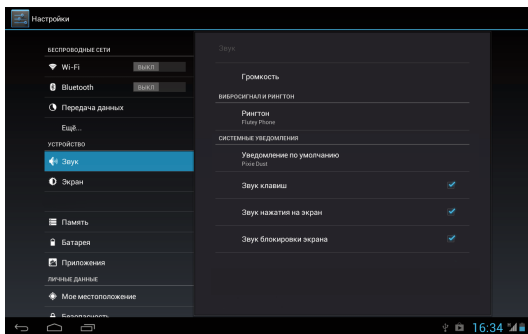 Настройки
БЕСПРОВОДНЫЕ СЕТИ
Wi-Fi
ВЫКЛ
Bluetooth
ВЫКЛ
Передача данных
Ещё...
УСТРОЙСТВО
Звук
Экран
Память
Батарея
Приложения
ЛИЧНЫЕ ДАННЫЕ
Мое местоположение
Безопасность
Звук
Громкость
ВИБРОСИГНАЛ И РИНГТОН
Рингтон
Flutey Phone
СИСТЕМНЫЕ УВЕДОМЛЕНИЯ
Уведомление по умолчанию
Pixie Dust
Звук клавиш
Звук нажатия на экран
Звук блокировки экрана
16:34